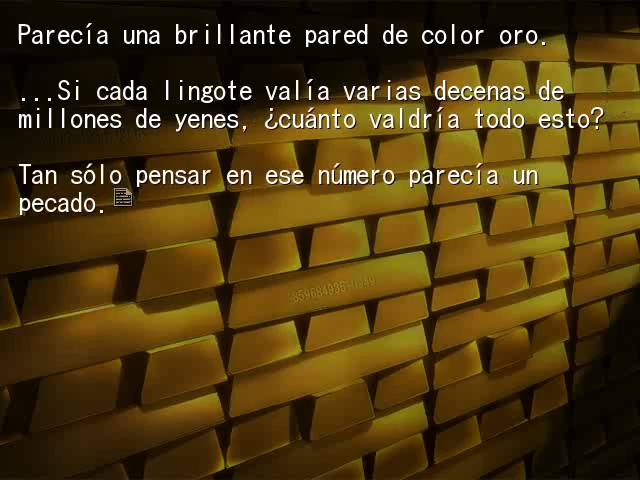 Parecía una brillante pared de color oro.
...Si cada lingote valía varias decenas de
millones de yenes, ¿cuánto valdría todo esto?
Tan sólo pensar en ese número parecía un
pecado.